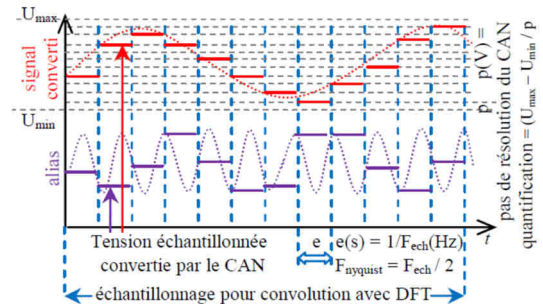 Umax
signal
converti
Umin
alias
p
p(V) =
pas de résolution du CAN
quantification = (Umax – Umin / p
t
Tension échantillonnée
convertie par le CAN
e
e(s) = 1/Fech(Hz)
Fnyquist = Fech / 2
échantillonnage pour convolution avec DFT